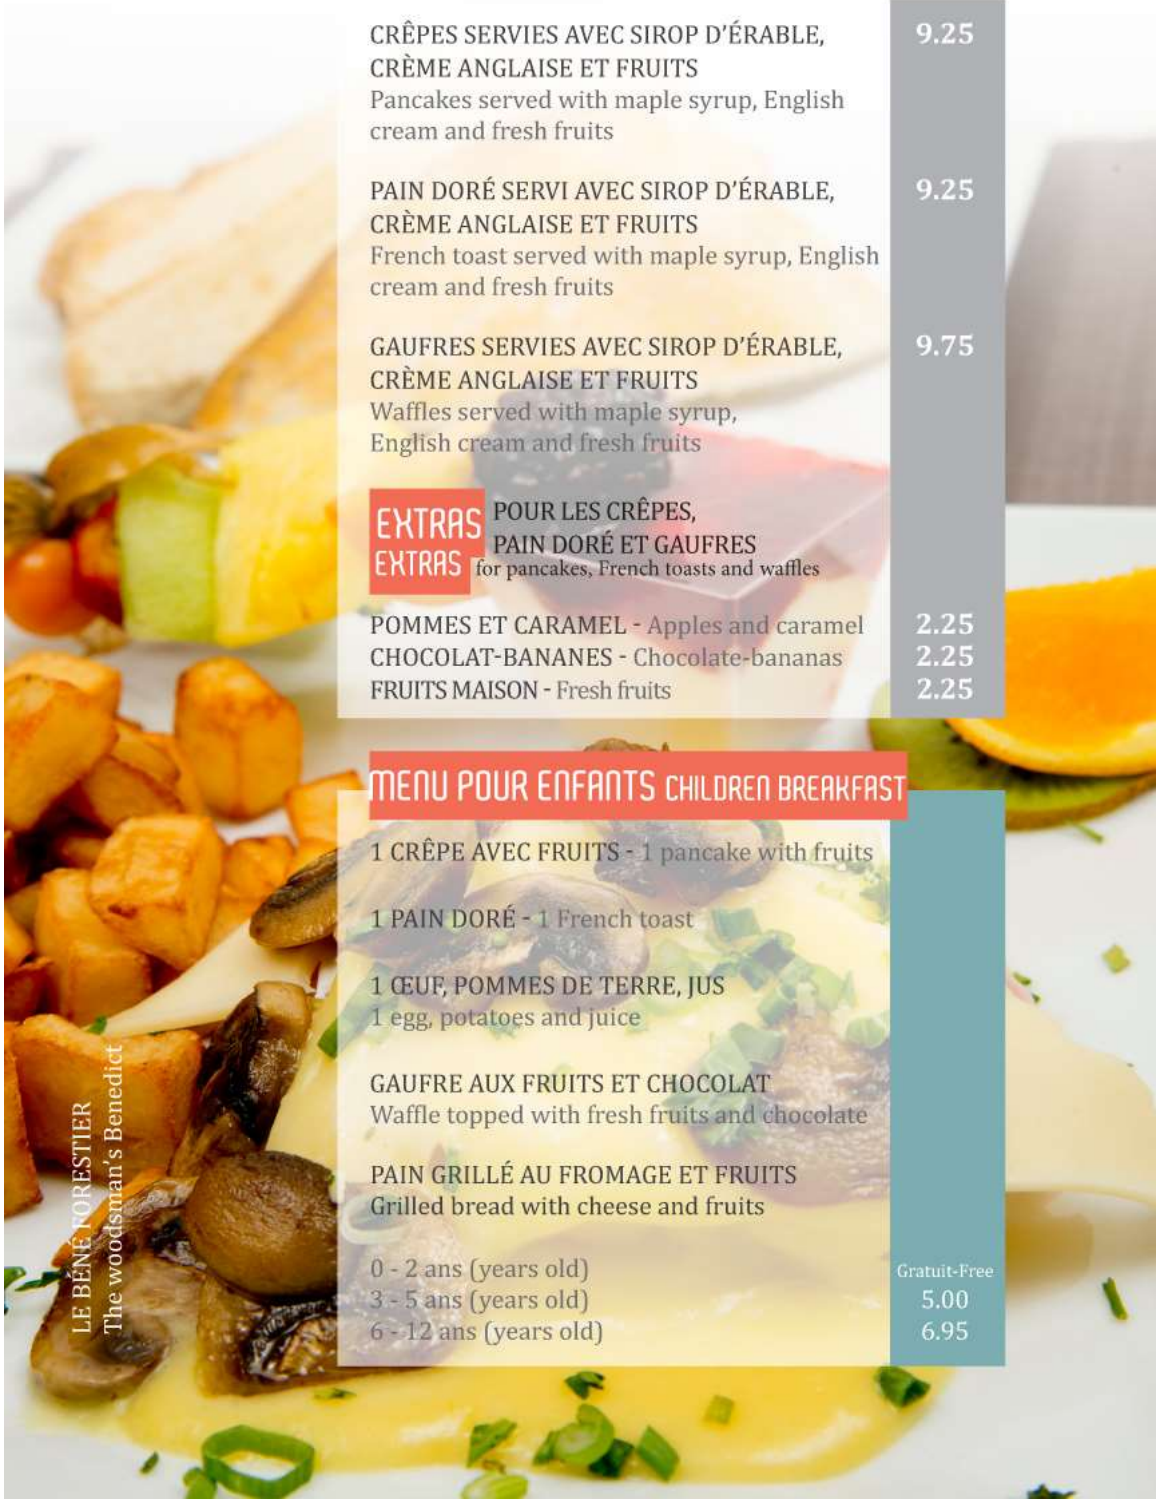 CRÊPES SERVIES AVEC SIROP D'ÉRABLE, 9.25
CRÈME ANGLAISE ET FRUITS
Pancakes served with maple syrup, English
cream and fresh fruits
PAIN DORÉ SERVI AVEC SIROP D'ÉRABLE, 9.25
CRÈME ANGLAISE ET FRUITS
French toast served with maple syrup, English
cream and fresh fruits
GAUFRES SERVIES AVEC SIROP D'ÉRABLE, 9.75
CRÈME ANGLAISE ET FRUITS
Waffles served with maple syrup,
English cream and fresh fruits
EXTRAS POUR LES CRÊPES,
PAIN DORÉ ET GAUFRES
EXTRAS for pancakes, French toasts and waffles
POMMES ET CARAMEL - Apples and caramel 2.25
CHOCOLAT-BANANES - Chocolate-bananas 2.25
FRUITS MAISON - Fresh fruits 2.25
MENU POUR ENFANTS CHILDREN BREAKFAST
1 CRÊPE AVEC FRUITS - 1 pancake with fruits
1 PAIN DORÉ - 1 French toast
1 ŒUF, POMMES DE TERRE, JUS
1 egg, potatoes and juice
GAUFRE AUX FRUITS ET CHOCOLAT
Waffle topped with fresh fruits and chocolate
PAIN GRILLÉ AU FROMAGE ET FRUITS
Grilled bread with cheese and fruits
0 - 2 ans (years old) Gratuit-Free
3 - 5 ans (years old) 5.00
6 - 12 ans (years old) 6.95
LE BÉNÉ FORESTIER
The woodsman's Benedict